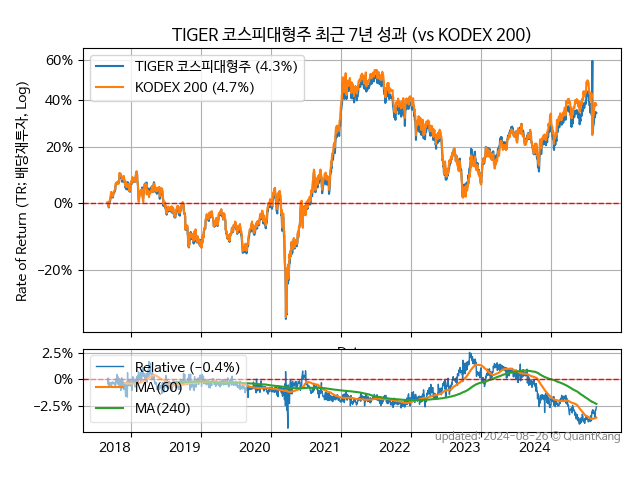 TIGER 코스피대형주 최근 7년 성과 (vs KODEX 200)
Rate of Return (TR: 배당재투자, Log)
60%
40%
20%
0%
−20%
TIGER 코스피대형주 (4.3%)
KODEX 200 (4.7%)
2.5%
0%
−2.5%
Relative (−0.4%)
MA(60)
MA(240)
2018 2019 2020 2021 2022 2023 2024
updated: 2024-08-26 © QuantKang